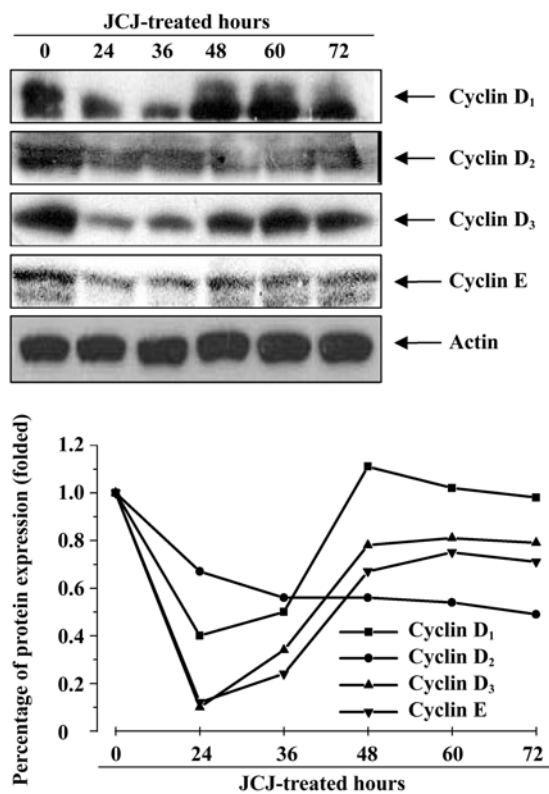 JCJ-treated hours
0 24 36 48 60 72
Cyclin D₁
Cyclin D₂
Cyclin D₃
Cyclin E
Actin
Percentage of protein expression (folded)
1.2
1.0
0.8
0.6
0.4
0.2
0
Cyclin D₁
Cyclin D₂
Cyclin D₃
Cyclin E
0 24 36 48 60 72
JCJ-treated hours